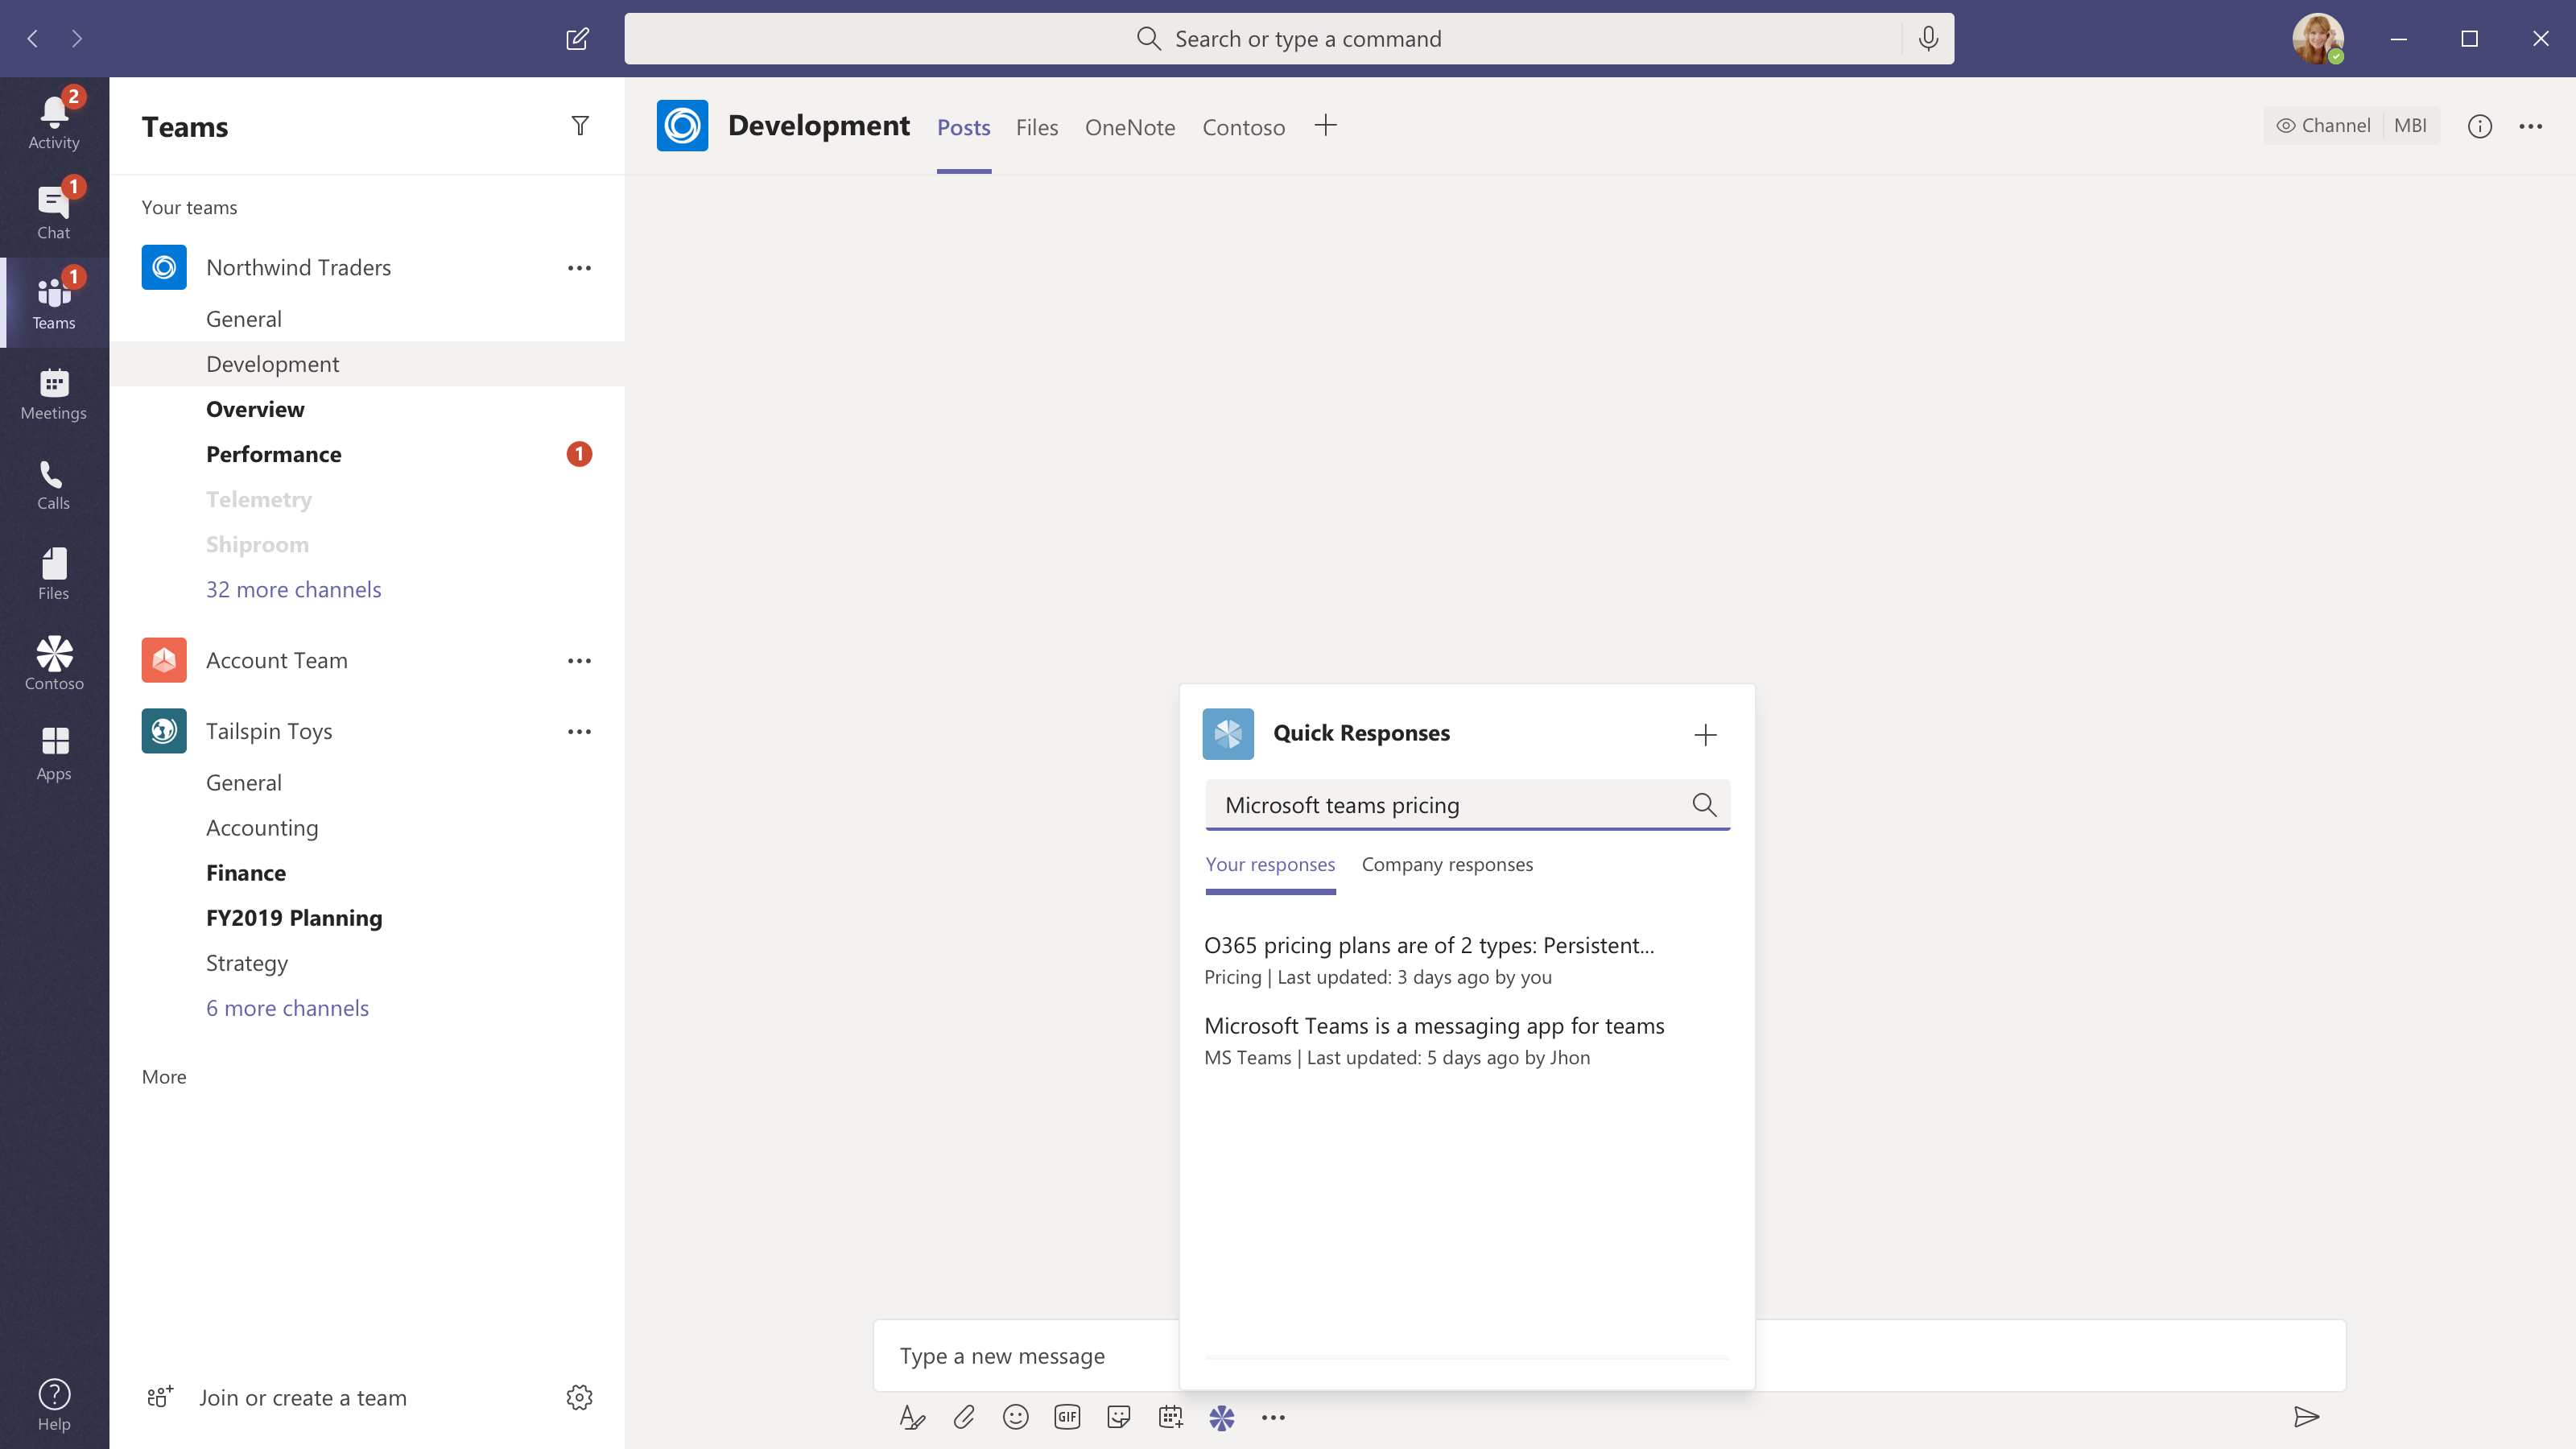 Search or type a command
2
Activity
1
Chat
1
Teams
Meetings
Calls
Files
Contoso
Apps
Help
Teams
Your teams
Northwind Traders
General
Development
Overview
Performance
1
Telemetry
Shiproom
32 more channels
Account Team
Tailspin Toys
General
Accounting
Finance
FY2019 Planning
Strategy
6 more channels
More
Join or create a team
Development Posts Files OneNote Contoso
Channel MBI
Quick Responses
Microsoft teams pricing
Your responses Company responses
O365 pricing plans are of 2 types: Persistent...
Pricing | Last updated: 3 days ago by you
Microsoft Teams is a messaging app for teams
MS Teams | Last updated: 5 days ago by Jhon
Type a new message
GIF